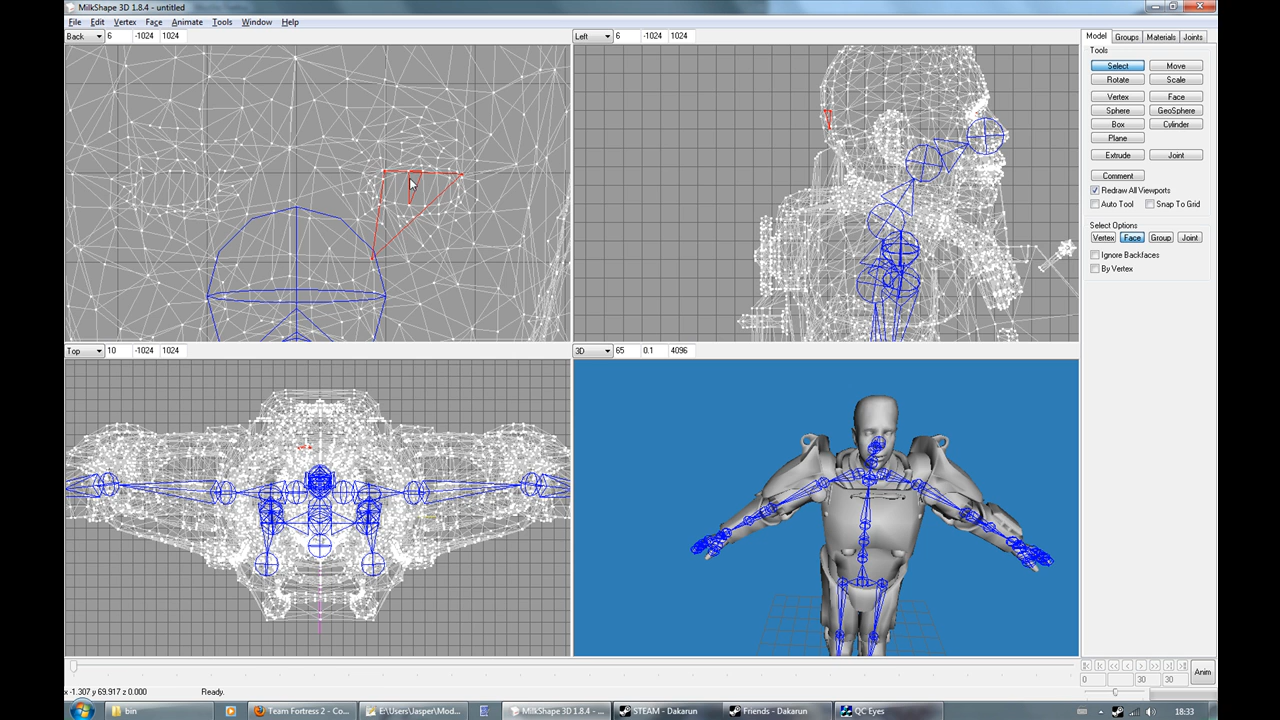 MilkShape 3D 1.8.4 - untitled
File Edit Vertex Face Animate Tools Window Help
Back 6 -1024 1024
Left 6 -1024 1024
Model Groups Materials Joints
Tools
Select Move
Rotate Scale
Vertex Face
Sphere GeoSphere
Box Cylinder
Plane
Extrude Joint
Comment
Redraw All Viewports
Auto Tool Snap To Grid
Select Options
Vertex Face Group Joint
Ignore Backfaces
By Vertex
Top 10 -1024 1024
3D 65 0.1 4096
0 30 30
Anim
x -1.307 y 69.917 z 0.000 Ready.
bin
Team Fortress 2 - Co...
E:\Users\Jasper\Mod...
MilkShape 3D 1.8.4 - ...
STEAM - Dakarun
Friends - Dakarun
QC Eyes
18:33